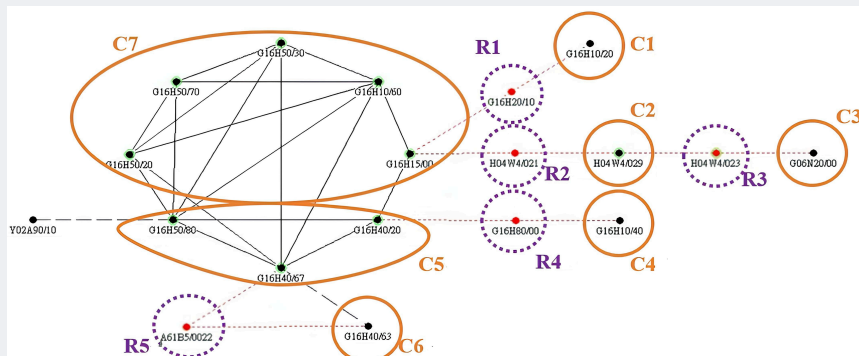 C7
G16H50/30
C1
G16H10/20
R1
G16H50/70
G16H10/60
G16H20/10
C2
C3
G16H50/20
G16H15/00
H04W4/021
R2
H04W4/029
H04W4/023
R3
G06N20/00
Y02A90/10
G16H50/80
G16H40/20
G16H80/00
G16H10/40
C5
R4
C4
G16H40/67
A61B5/0022
G16H40/63
R5
C6